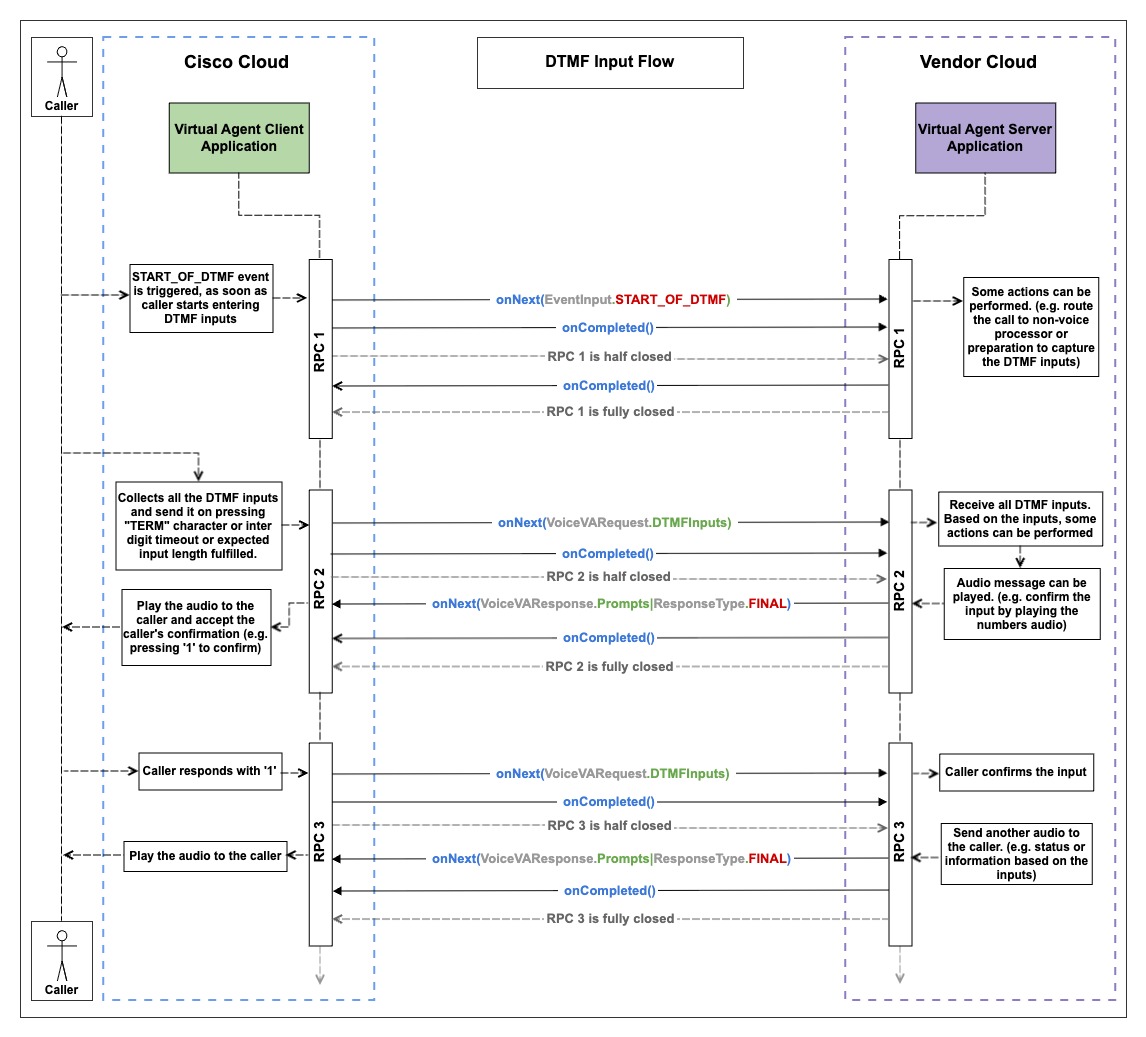 Cisco Cloud
DTMF Input Flow
Vendor Cloud
Caller
Virtual Agent Client
Application
Virtual Agent Server
Application
START_OF_DTMF event
is triggered, as soon as
caller starts entering
DTMF inputs
RPC 1
onNext(EventInput.START_OF_DTMF)
onCompleted()
RPC 1 is half closed
onCompleted()
RPC 1 is fully closed
RPC 1
Some actions can be
performed. (e.g. route
the call to non-voice
processor or
preparation to capture
the DTMF inputs)
Collects all the DTMF inputs
and send it on pressing
"TERM" character or inter
digit timeout or expected
input length fulfilled.
Play the audio to the
caller and accept the
caller's confirmation (e.g.
pressing '1' to confirm)
RPC 2
onNext(VoiceVARequest.DTMFInputs)
onCompleted()
RPC 2 is half closed
onNext(VoiceVAResponse.Prompts|ResponseType.FINAL)
onCompleted()
RPC 2 is fully closed
RPC 2
Receive all DTMF inputs.
Based on the inputs, some
actions can be performed
Audio message can be
played. (e.g. confirm the
input by playing the
numbers audio)
Caller responds with '1'
Play the audio to the caller
RPC 3
onNext(VoiceVARequest.DTMFInputs)
onCompleted()
RPC 3 is half closed
onNext(VoiceVAResponse.Prompts|ResponseType.FINAL)
onCompleted()
RPC 3 is fully closed
RPC 3
Caller confirms the input
Send another audio to
the caller. (e.g. status or
information based on the
inputs)
Caller